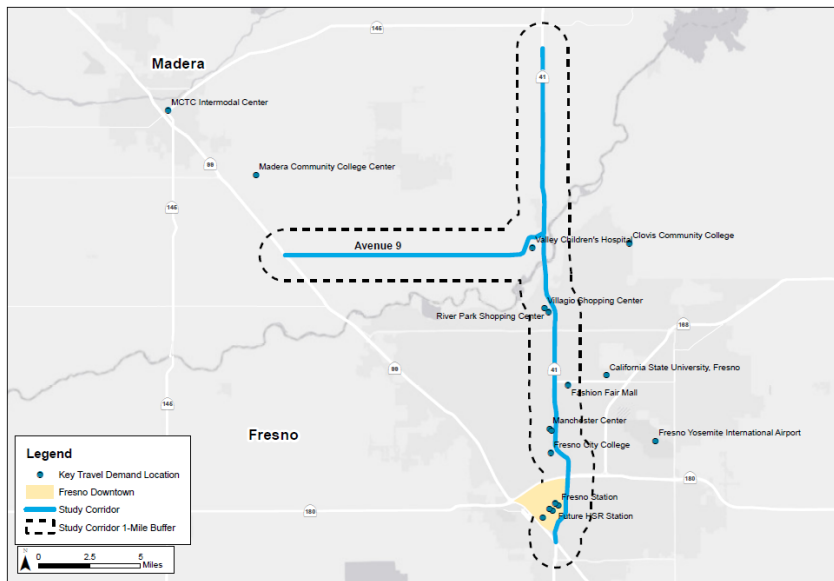 145
41
Madera
MCTC Intermodal Center
99
Madera Community College Center
145
Avenue 9
Clovis Community College
Valley Children's Hospital
Villagio Shopping Center
River Park Shopping Center
168
99
41
California State University, Fresno
Fashion Fair Mall
145
Manchester Center
Fresno
Fresno Yosemite International Airport
Fresno City College
180
Fresno Station
180
Future HSR Station
Legend
Key Travel Demand Location
Fresno Downtown
Study Corridor
Study Corridor 1-Mile Buffer
N
0 2.5 5
Miles